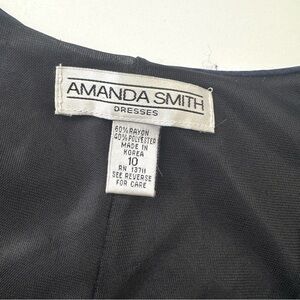 AMANDA SMITH
DRESSES
60% RAYON
40% POLYESTER
MADE IN
KOREA
10
RN 13711
SEE REVERSE
FOR CARE